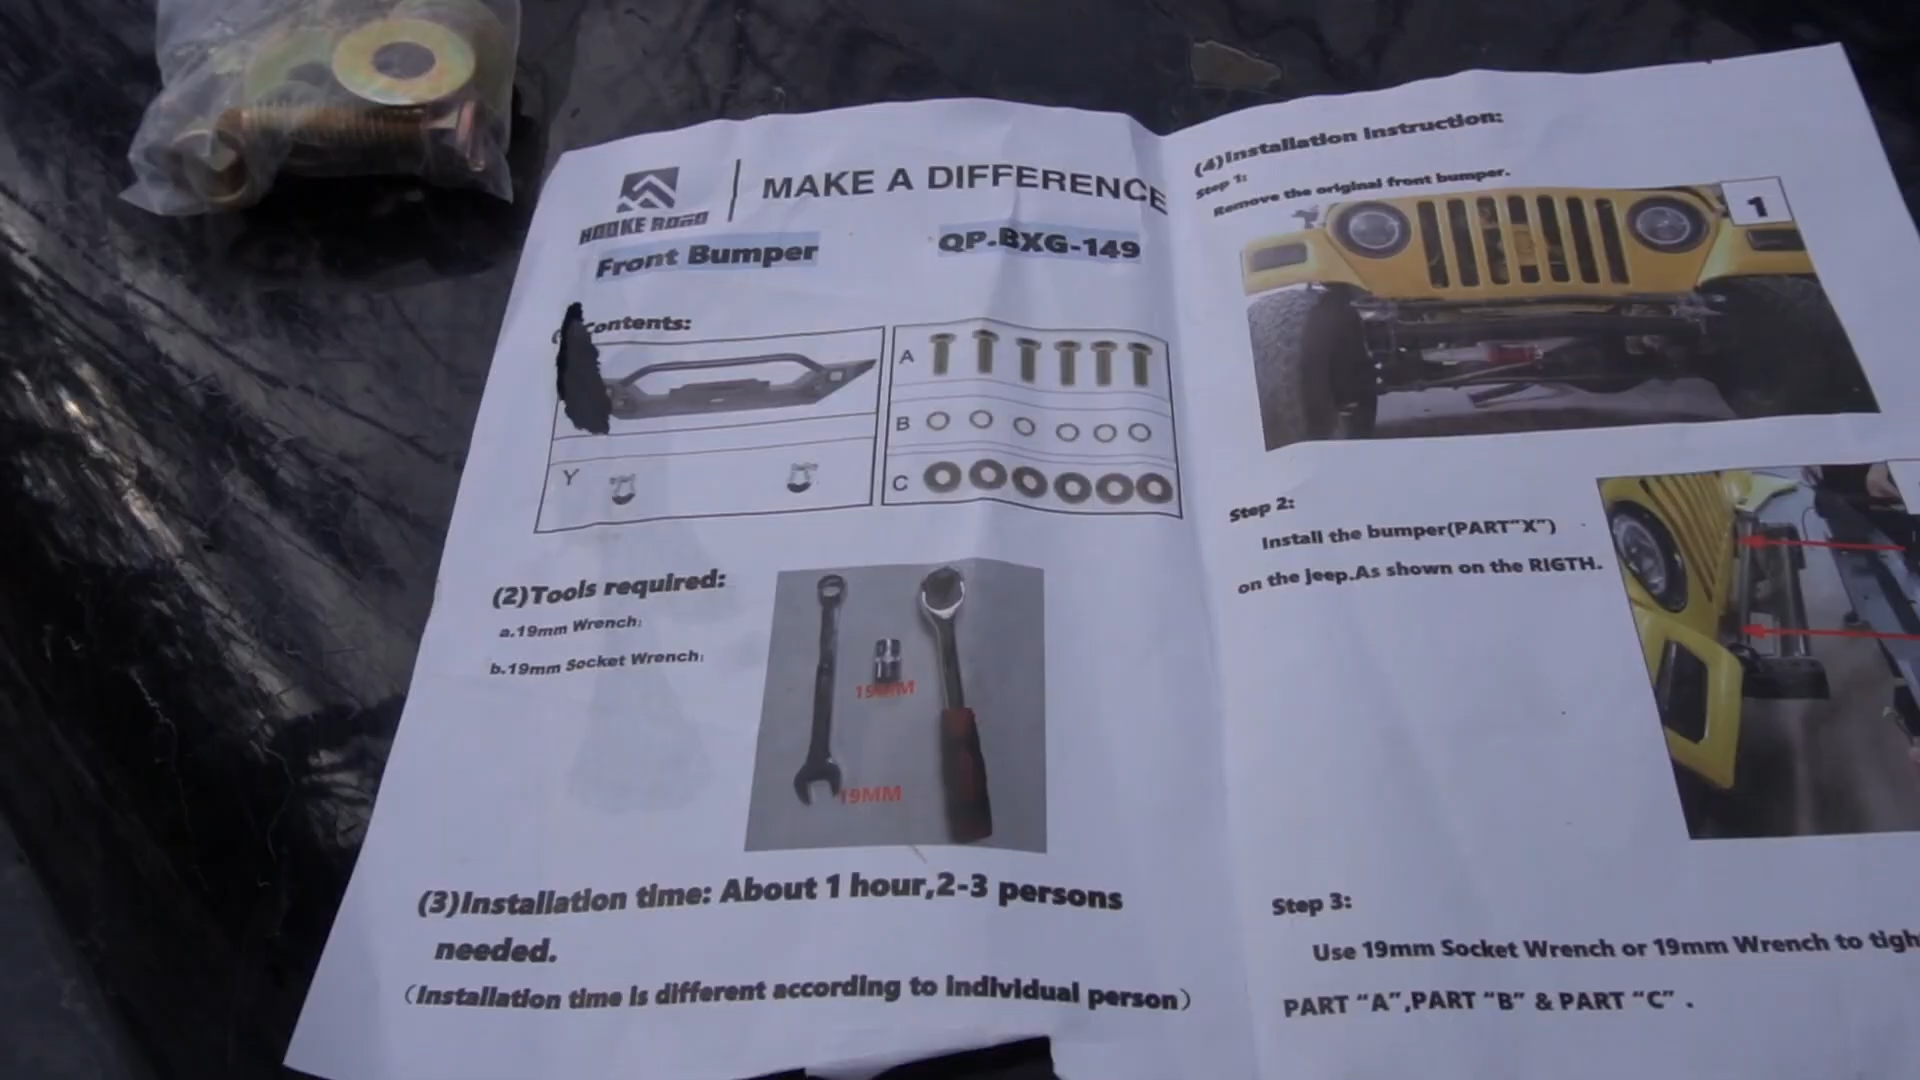 HOOKE ROAD
MAKE A DIFFERENCE
Front Bumper QP.BXG-149
Contents:
A
B
C
Y
(2)Tools required:
a.19mm Wrench;
b.19mm Socket Wrench;
19MM
19MM
(3)Installation time: About 1 hour,2-3 persons
needed.
(Installation time is different according to individual person)
(4)Installation instruction:
Step 1:
Remove the original front bumper.
1
Step 2:
Install the bumper(PART"X")
on the jeep.As shown on the RIGTH.
Step 3:
Use 19mm Socket Wrench or 19mm Wrench to tigh
PART "A",PART "B" & PART "C" .